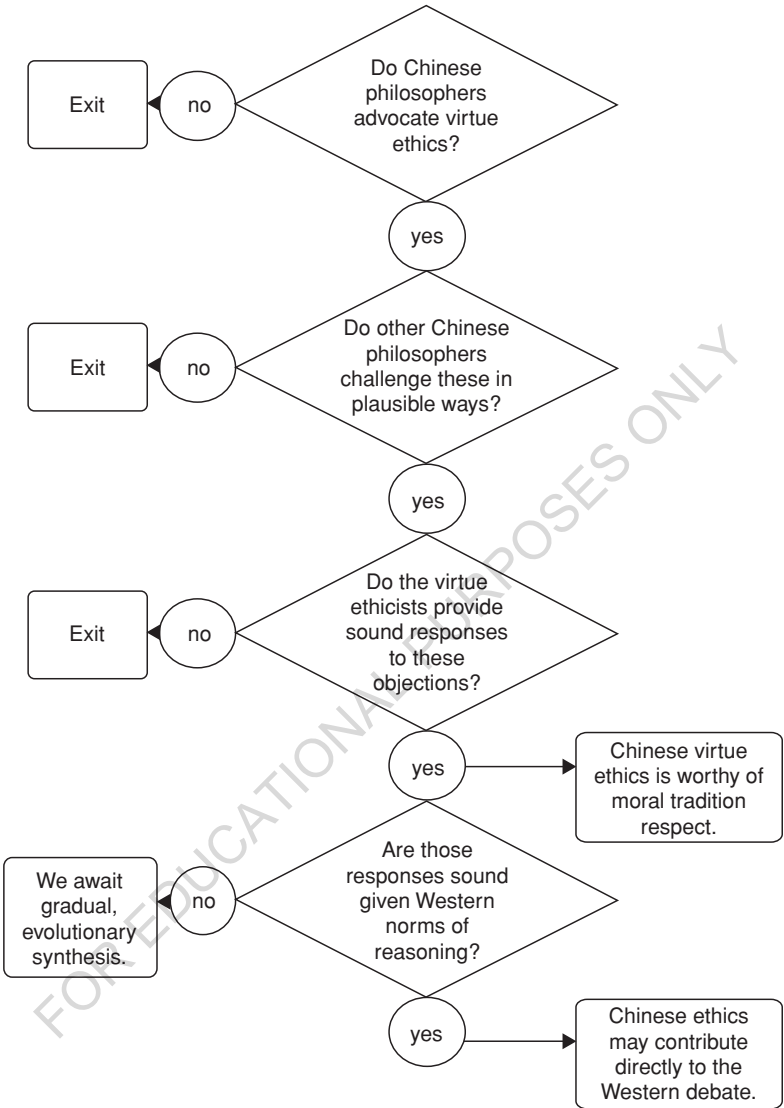 Do Chinese
philosophers
advocate virtue
ethics?
no
Exit
yes
Do other Chinese
philosophers
challenge these in
plausible ways?
no
Exit
yes
Do the virtue
ethicists provide
sound responses
to these
objections?
no
Exit
yes
Chinese virtue
ethics is worthy of
moral tradition
respect.
Are those
responses sound
given Western
norms of
reasoning?
no
We await
gradual,
evolutionary
synthesis.
yes
Chinese ethics
may contribute
directly to the
Western debate.
FOR EDUCATIONAL PURPOSES ONLY